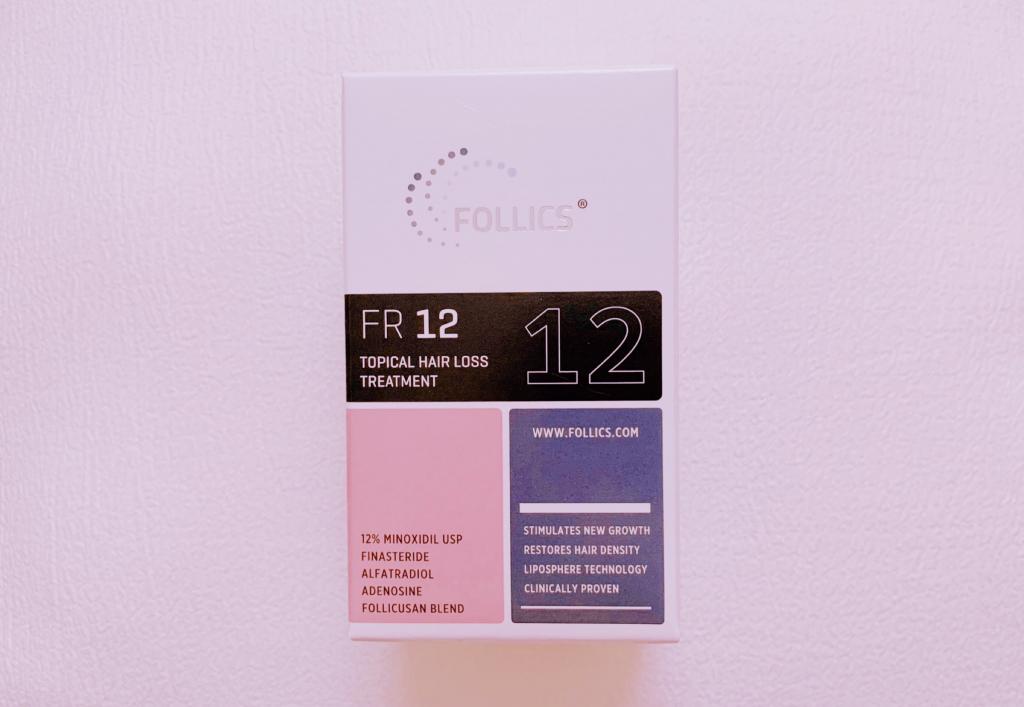 FOLLICS®
FR 12
12
TOPICAL HAIR LOSS
TREATMENT
12% MINOXIDIL USP
FINASTERIDE
ALFATRADIOL
ADENOSINE
FOLLICUSAN BLEND
WWW.FOLLICS.COM
STIMULATES NEW GROWTH
RESTORES HAIR DENSITY
LIPOSPHERE TECHNOLOGY
CLINICALLY PROVEN